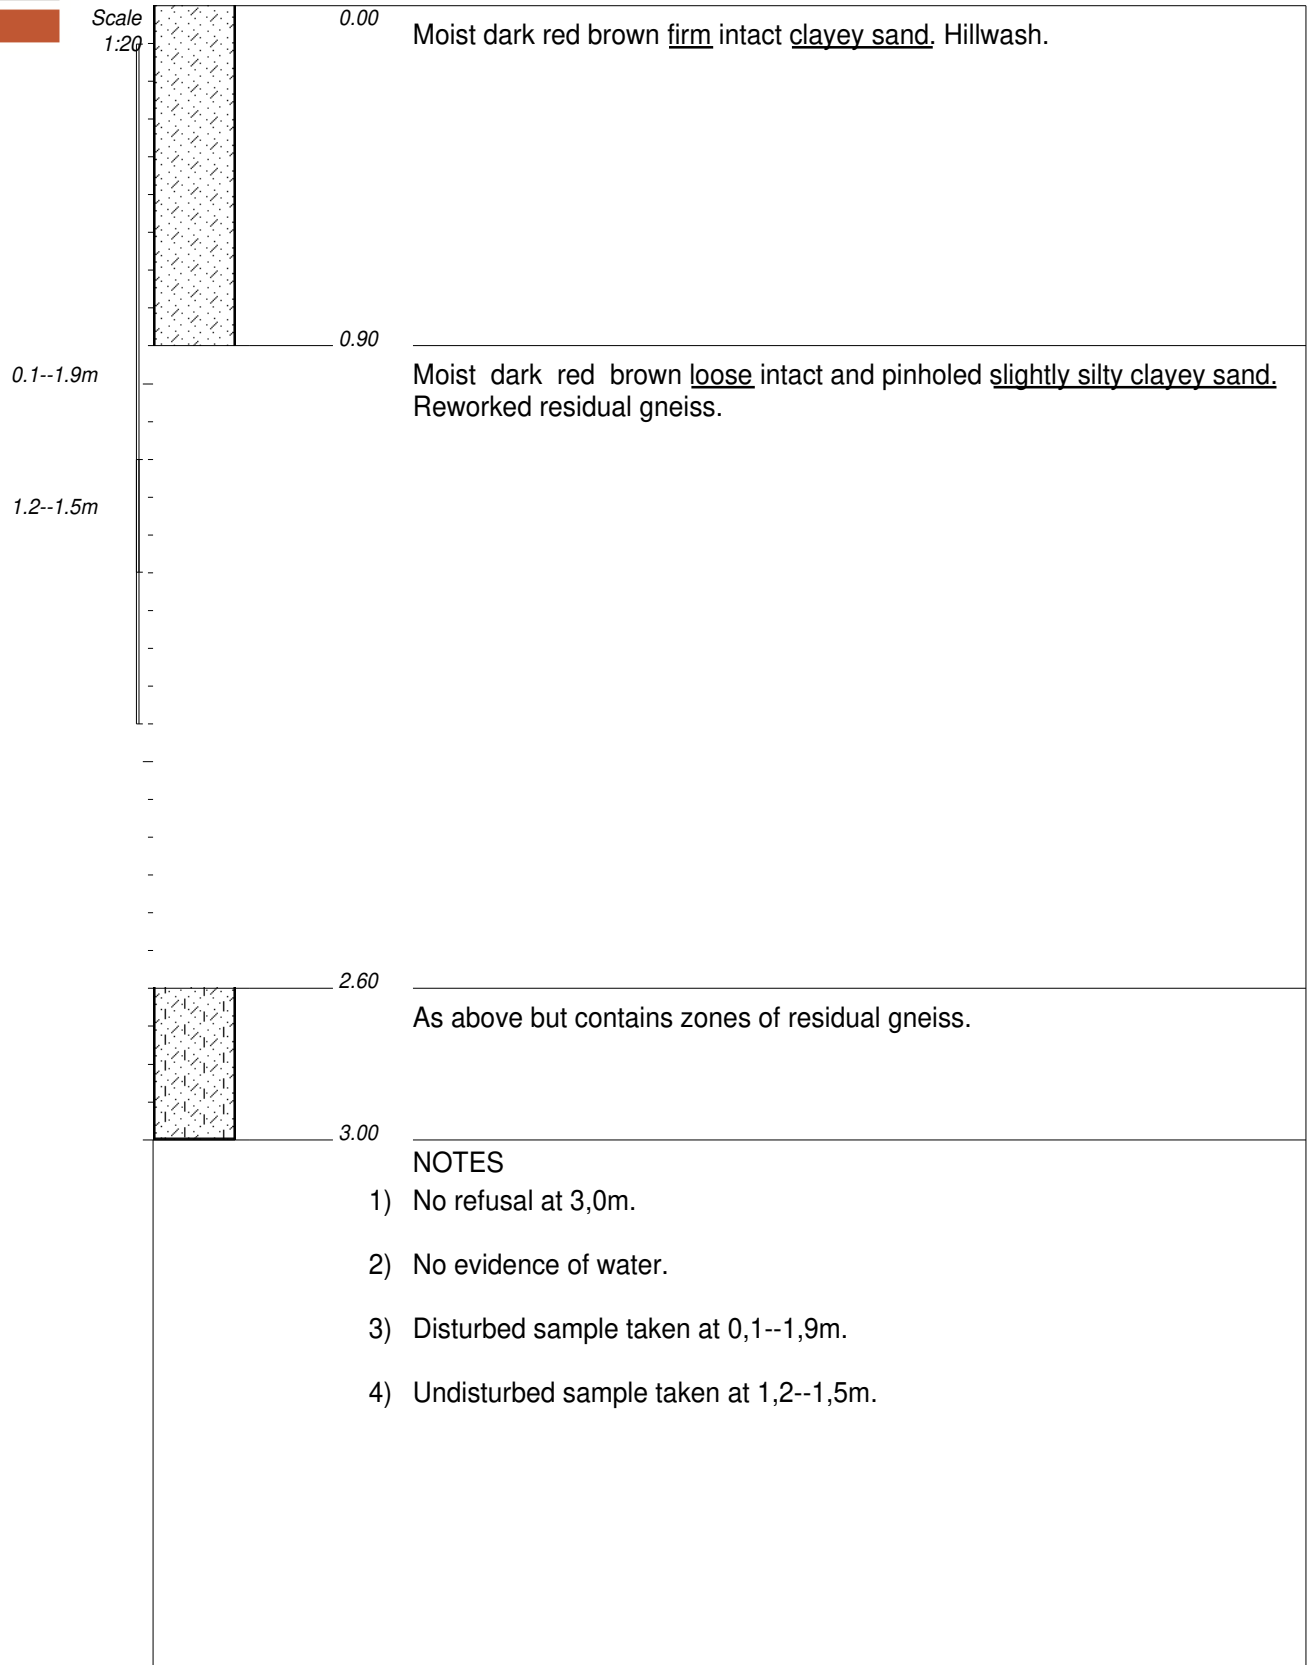 Scale
1:20
0.00
Moist dark red brown firm intact clayey sand. Hillwash.
0.90
0.1--1.9m
Moist dark red brown loose intact and pinholed slightly silty clayey sand.
Reworked residual gneiss.
1.2--1.5m
2.60
As above but contains zones of residual gneiss.
3.00
NOTES
1) No refusal at 3,0m.
2) No evidence of water.
3) Disturbed sample taken at 0,1--1,9m.
4) Undisturbed sample taken at 1,2--1,5m.